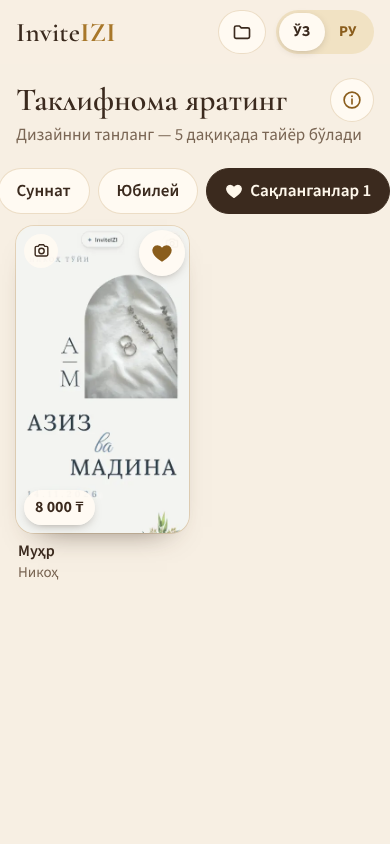 InviteIZI
ЎЗ
РУ
Таклифнома яратинг
Дизайнни танланг — 5 дақиқада тайёр бўлади
Суннат
Юбилей
Сақланганлар 1
InviteIZI
ТЎЙИ
А
М
АЗИЗ
ва
МАДИНА
8 000 ₸
Муҳр
Никоҳ